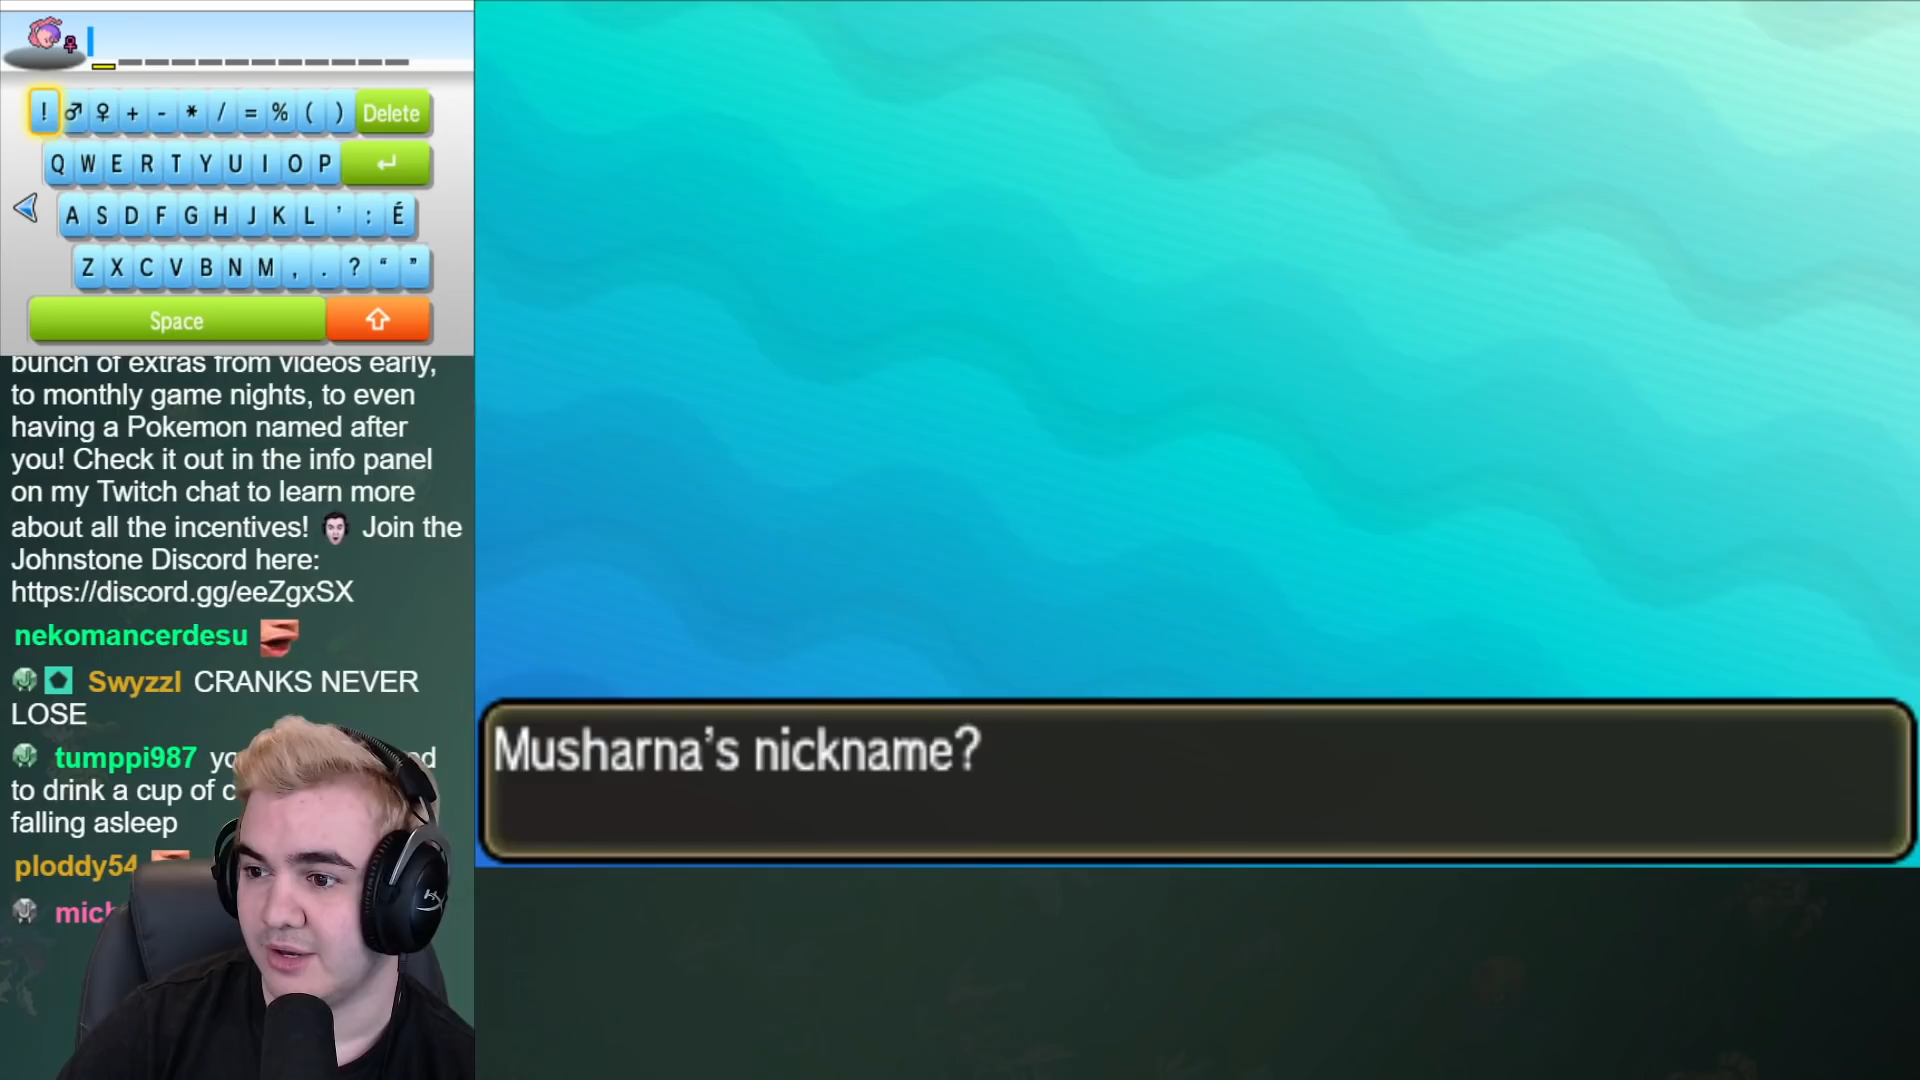 ! ♂ ♀ + - * / = % ( ) Delete
Q W E R T Y U I O P ↵
A S D F G H J K L ' : É
Z X C V B N M , . ? “ ”
Space
bunch of extras from videos early,
to monthly game nights, to even
having a Pokemon named after
you! Check it out in the info panel
on my Twitch chat to learn more
about all the incentives! Join the
Johnstone Discord here:
https://discord.gg/eeZgxSX
nekomancerdesu
Swyzzl CRANKS NEVER
LOSE
tumppi987
to drink a cup of
falling asleep
ploddy54
Musharna's nickname?